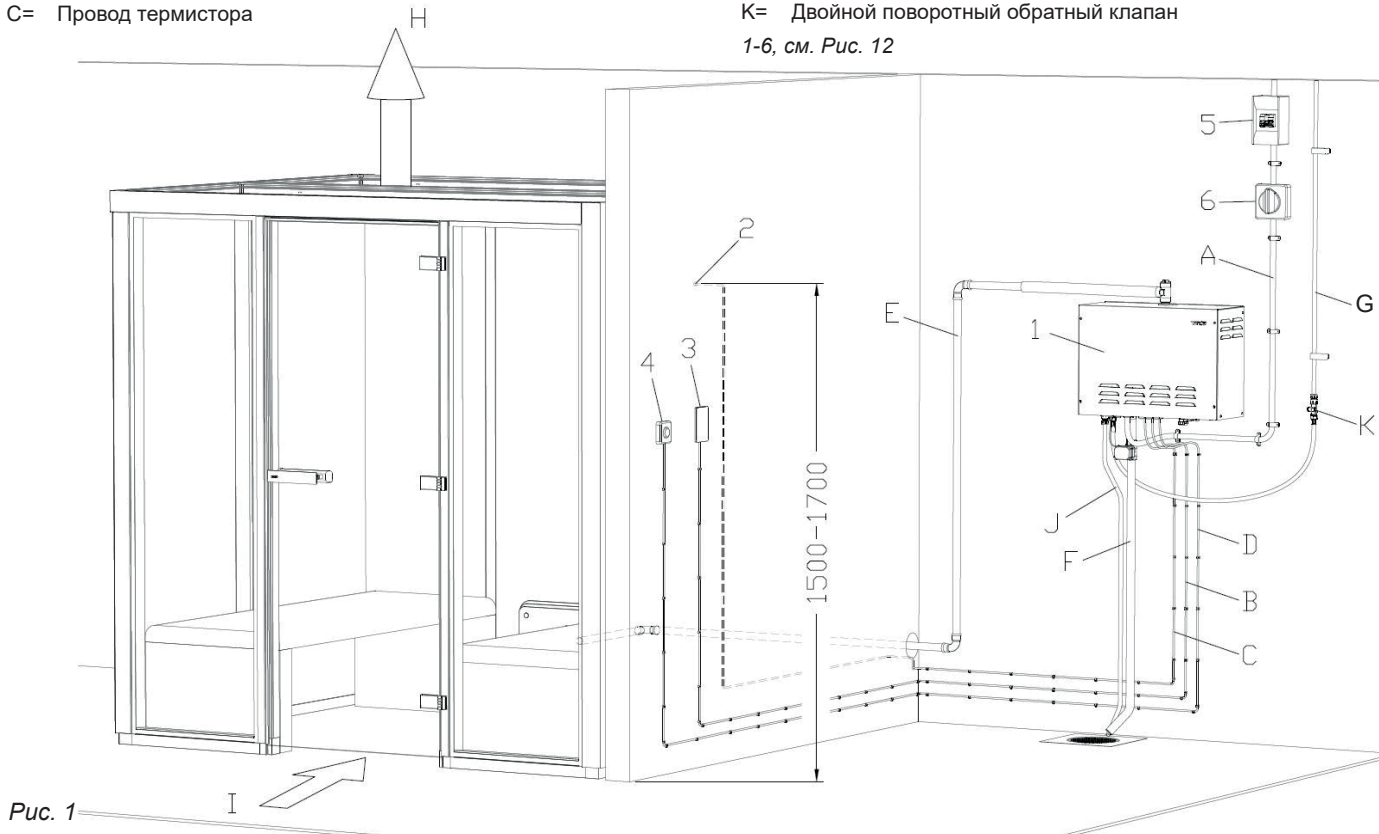 C= Провод термистора
K= Двойной поворотный обратный клапан
1-6, см. Рис. 12
H
5
6
2
A
E
G
1
3
4
K
1500-1700
J
D
F
B
C
I
Рис. 1